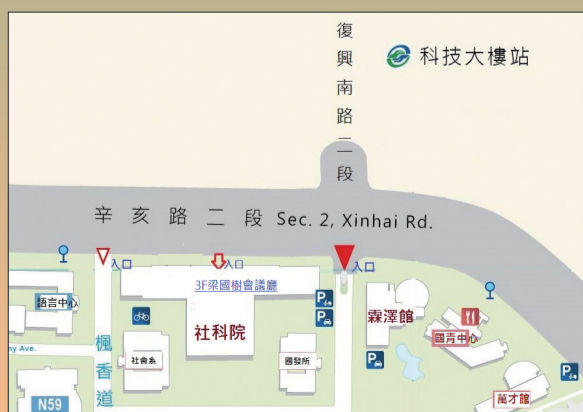 復興南路二段
科技大樓站
辛亥路二段 Sec. 2, Xinhai Rd.
入口
入口
入口
3F梁國樹會議廳
語言中心
楓香道
社科院
P
P
霖澤館
國青中心
ny Ave.
社會系
國發所
P
P
N59
萬才館